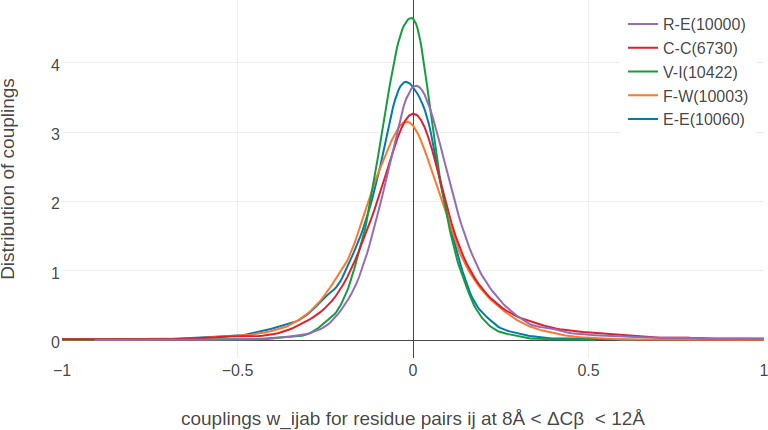 R-E(10000)
C-C(6730)
V-I(10422)
F-W(10003)
E-E(10060)
Distribution of couplings
4
3
2
1
0
−1
−0.5
0
0.5
1
couplings w_ijab for residue pairs ij at 8Å < ΔCβ < 12Å